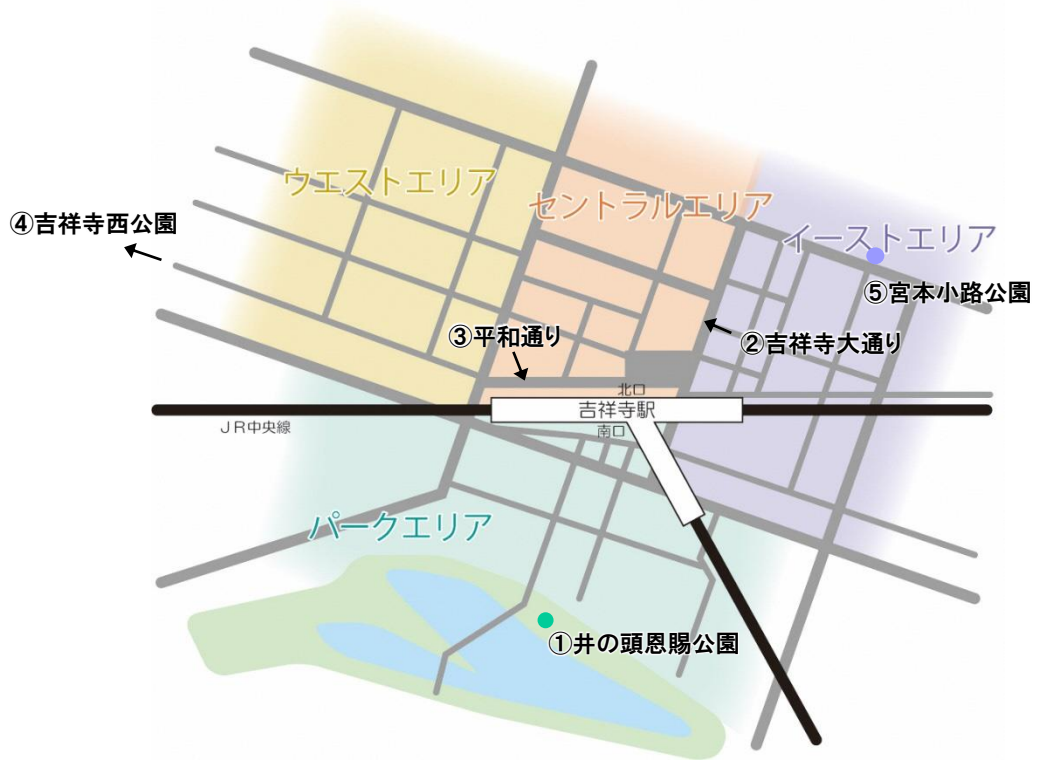 ウエストエリア
セントラルエリア
④吉祥寺西公園
イーストエリア
⑤宮本小路公園
③平和通り
②吉祥寺大通り
北口
吉祥寺駅
JR中央線
南口
パークエリア
①井の頭恩賜公園